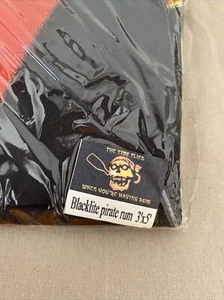 THE TIME FLIES
WHEN YOU'RE HAVING RUM
Blacklite pirate rum 3'x5'